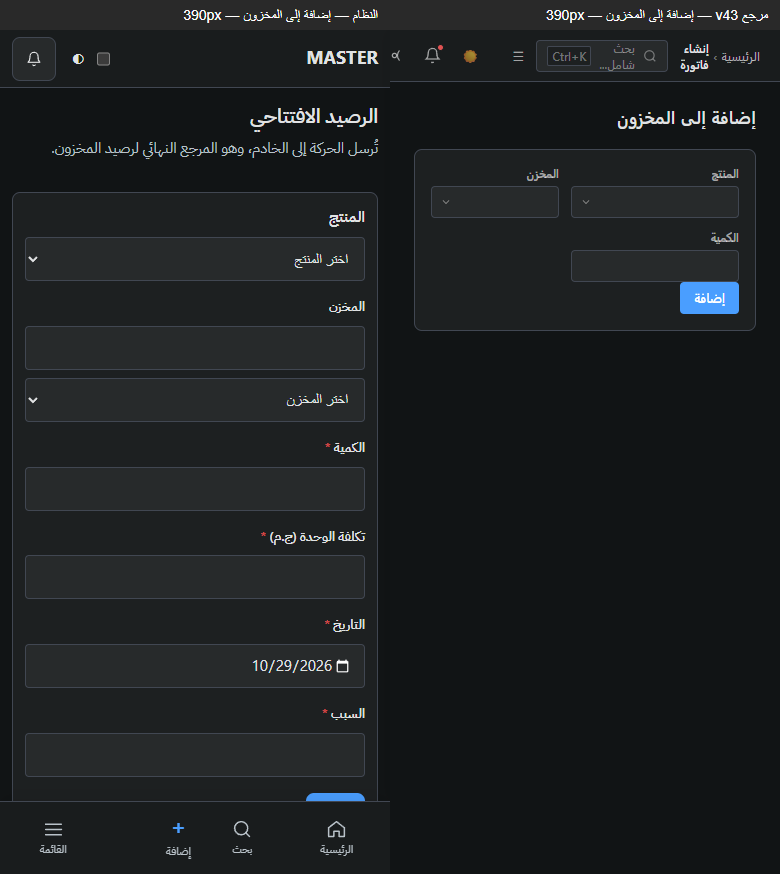 مرجع v43 — إضافة إلى المخزون — 390px
الرئيسية › إنشاء فاتورة
بحث شامل...
Ctrl+K
إضافة إلى المخزون
المنتج
المخزن
الكمية
إضافة
النظام — إضافة إلى المخزون — 390px
MASTER
الرصيد الافتتاحي
تُرسل الحركة إلى الخادم، وهو المرجع النهائي لرصيد المخزون.
المنتج
اختر المنتج
المخزن
اختر المخزن
الكمية *
تكلفة الوحدة (ج.م) *
التاريخ *
10/29/2026
السبب *
الرئيسية
بحث
إضافة
القائمة